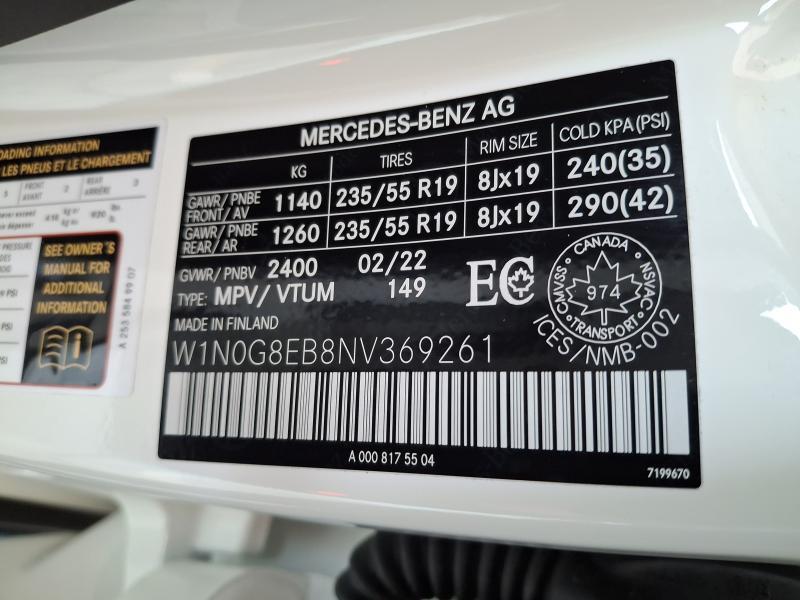 OADING INFORMATION
LES PNEUS ET LE CHARGEMENT
5 FRONT AVANT 2 REAR ARRIÈRE 3
SEE OWNER'S
MANUAL FOR
ADDITIONAL
INFORMATION
A 253 584 99 07
MERCEDES-BENZ AG
KG TIRES RIM SIZE COLD KPA (PSI)
GAWR/ PNBE FRONT/ AV 1140 235/55 R19 8Jx19 240(35)
GAWR/ PNBE REAR/ AR 1260 235/55 R19 8Jx19 290(42)
GVWR/ PNBV 2400 02/22
TYPE: MPV/ VTUM 149
EC
CANADA
CMVSS 974 NSVAC
TRANSPORT
ICES/NMB-002
MADE IN FINLAND
W1N0G8EB8NV369261
A 000 817 55 04
7199670